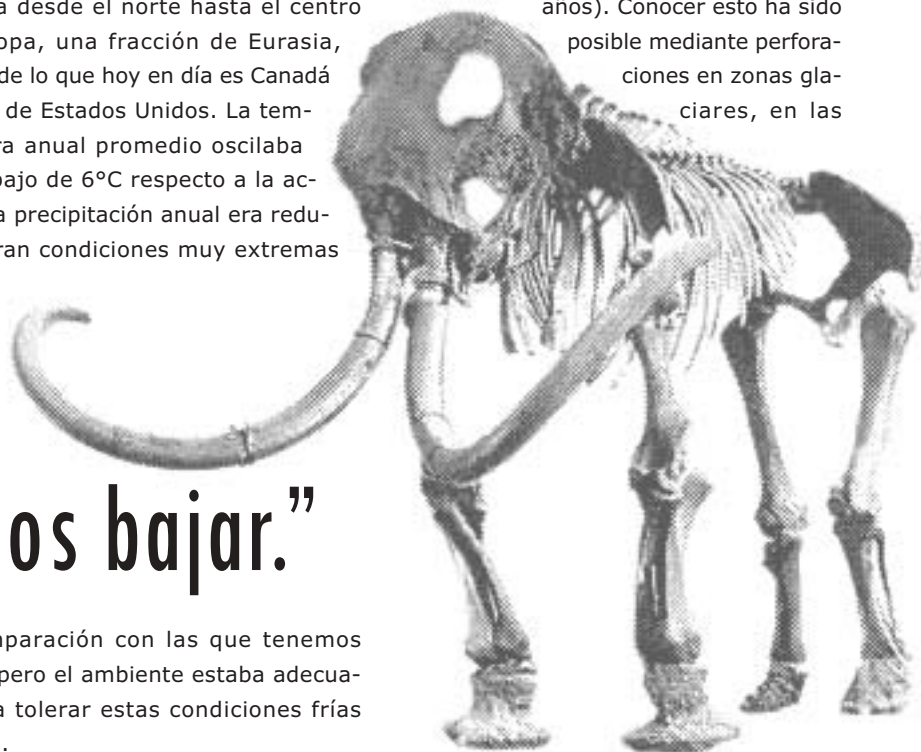 a desde el norte hasta el centro
opa, una fracción de Eurasia,
de lo que hoy en día es Canadá
de Estados Unidos. La tem-
ra anual promedio oscilaba
bajo de 6°C respecto a la ac-
a precipitación anual era redu-
ran condiciones muy extremas
os bajar.”
mparación con las que tenemos
pero el ambiente estaba adecua-
a tolerar estas condiciones frías
.
años). Conocer esto ha sido
posible mediante perfora-
ciones en zonas gla-
ciares, en las